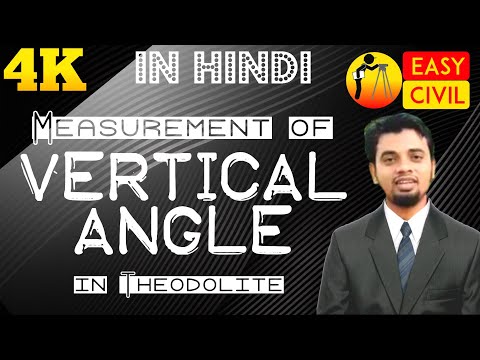 4K
IN HINDI
EASY
CIVIL
MEASUREMENT OF
VERTICAL
ANGLE
IN THEODOLITE